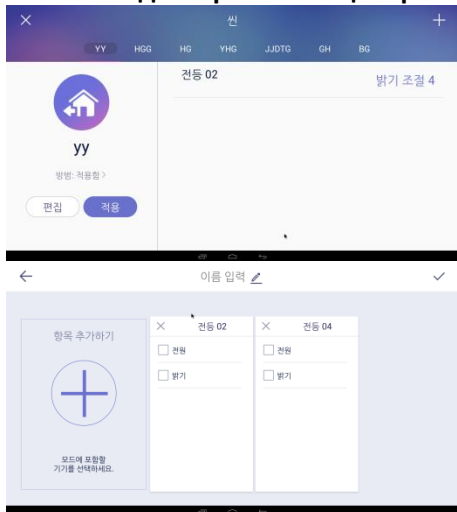 씬
YY HGG HG YHG JJDTG GH BG
전등 02
밝기 조절 4
yy
방범: 적용함 >
편집 적용
이름 입력
항목 추가하기
모드에 포함할
기기를 선택하세요.
전등 02
전원
밝기
전등 04
전원
밝기